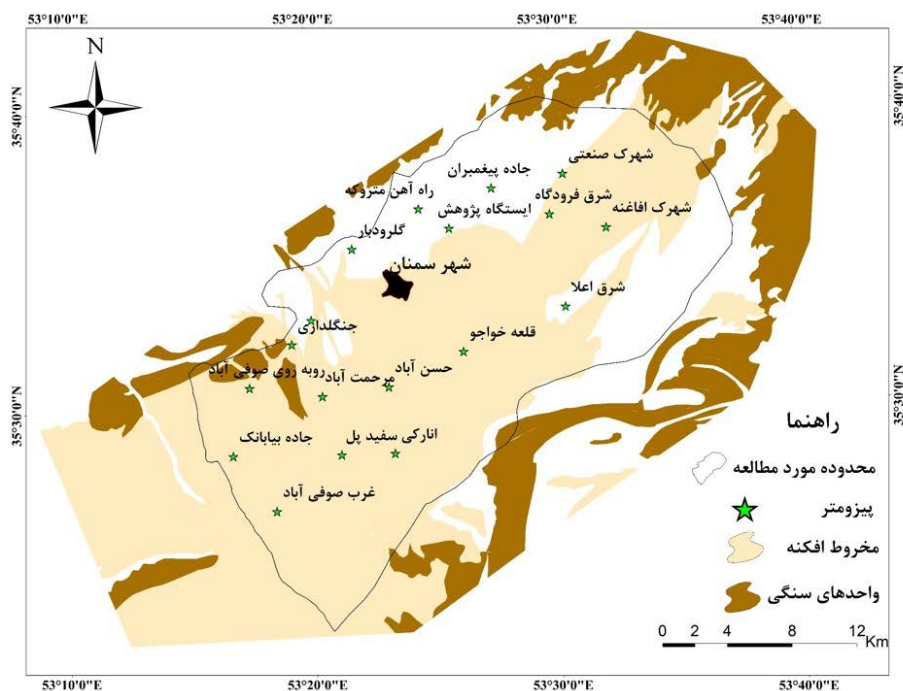 53°10'0"E 53°20'0"E 53°30'0"E 53°40'0"E
N
35°40'0"N
35°40'0"N
شهرک صنعتی
جاده پیغمبران
راه آهن متروکه
شرق فرودگاه
ایستگاه پژوهش
شهرک افاغنه
گلرودبار
شهر سمنان
شرق اعلا
جنگلداری
قلعه خواجو
روبه روی صوفی آباد
مرحمت آباد
حسن آباد
35°30'0"N
35°30'0"N
جاده بیابانک
انارکی سفید پل
غرب صوفی آباد
راهنما
محدوده مورد مطالعه
پیزومتر
مخروط افکنه
واحدهای سنگی
0 2 4 8 12
Km
53°10'0"E 53°20'0"E 53°30'0"E 53°40'0"E